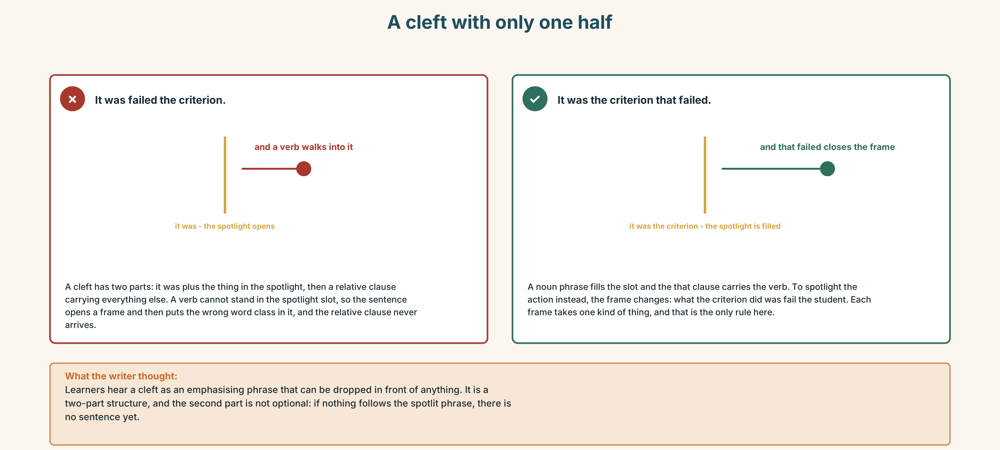 A cleft with only one half
It was failed the criterion.
and a verb walks into it
it was - the spotlight opens
A cleft has two parts: it was plus the thing in the spotlight, then a relative clause
carrying everything else. A verb cannot stand in the spotlight slot, so the sentence
opens a frame and then puts the wrong word class in it, and the relative clause never
arrives.
It was the criterion that failed.
and that failed closes the frame
it was the criterion - the spotlight is filled
A noun phrase fills the slot and the that clause carries the verb. To spotlight the
action instead, the frame changes: what the criterion did was fail the student. Each
frame takes one kind of thing, and that is the only rule here.
What the writer thought:
Learners hear a cleft as an emphasising phrase that can be dropped in front of anything. It is a
two-part structure, and the second part is not optional: if nothing follows the spotlit phrase, there is
no sentence yet.